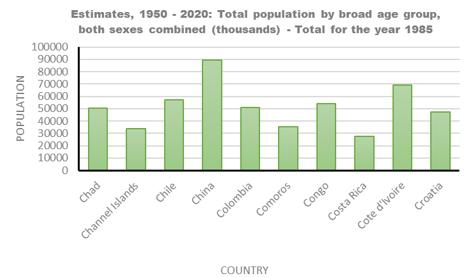 Estimates, 1950 - 2020: Total population by broad age group,
both sexes combined (thousands) - Total for the year 1985
100000
90000
80000
70000
60000
50000
40000
30000
20000
10000
0
POPULATION
Chad
Channel Islands
Chile
China
Colombia
Comoros
Congo
Costa Rica
Cote d'Ivoire
Croatia
COUNTRY